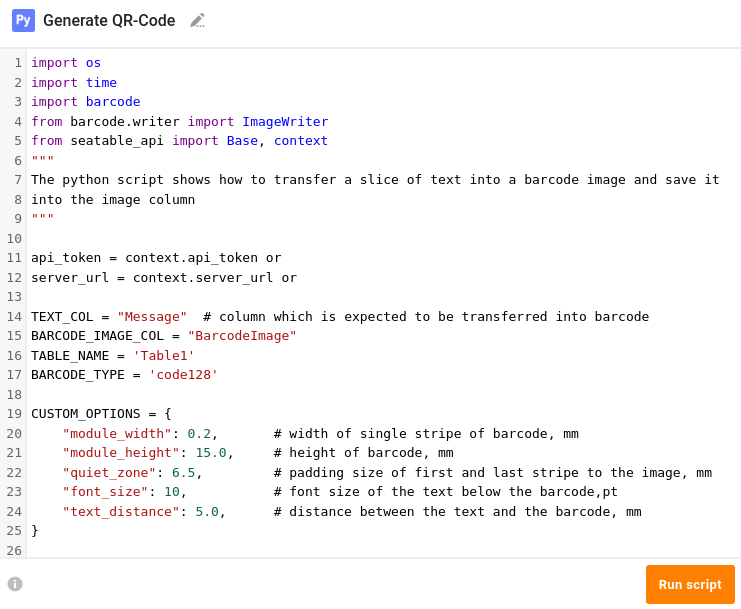 Py Generate QR-Code
1 import os
2 import time
3 import barcode
4 from barcode.writer import ImageWriter
5 from seatable_api import Base, context
6 """
7 The python script shows how to transfer a slice of text into a barcode image and save it
8 into the image column
9 """
10
11 api_token = context.api_token or
12 server_url = context.server_url or
13
14 TEXT_COL = "Message"  # column which is expected to be transferred into barcode
15 BARCODE_IMAGE_COL = "BarcodeImage"
16 TABLE_NAME = 'Table1'
17 BARCODE_TYPE = 'code128'
18
19 CUSTOM_OPTIONS = {
20     "module_width": 0.2,       # width of single stripe of barcode, mm
21     "module_height": 15.0,     # height of barcode, mm
22     "quiet_zone": 6.5,         # padding size of first and last stripe to the image, mm
23     "font_size": 10,           # font size of the text below the barcode,pt
24     "text_distance": 5.0,      # distance between the text and the barcode, mm
25 }
26
Run script